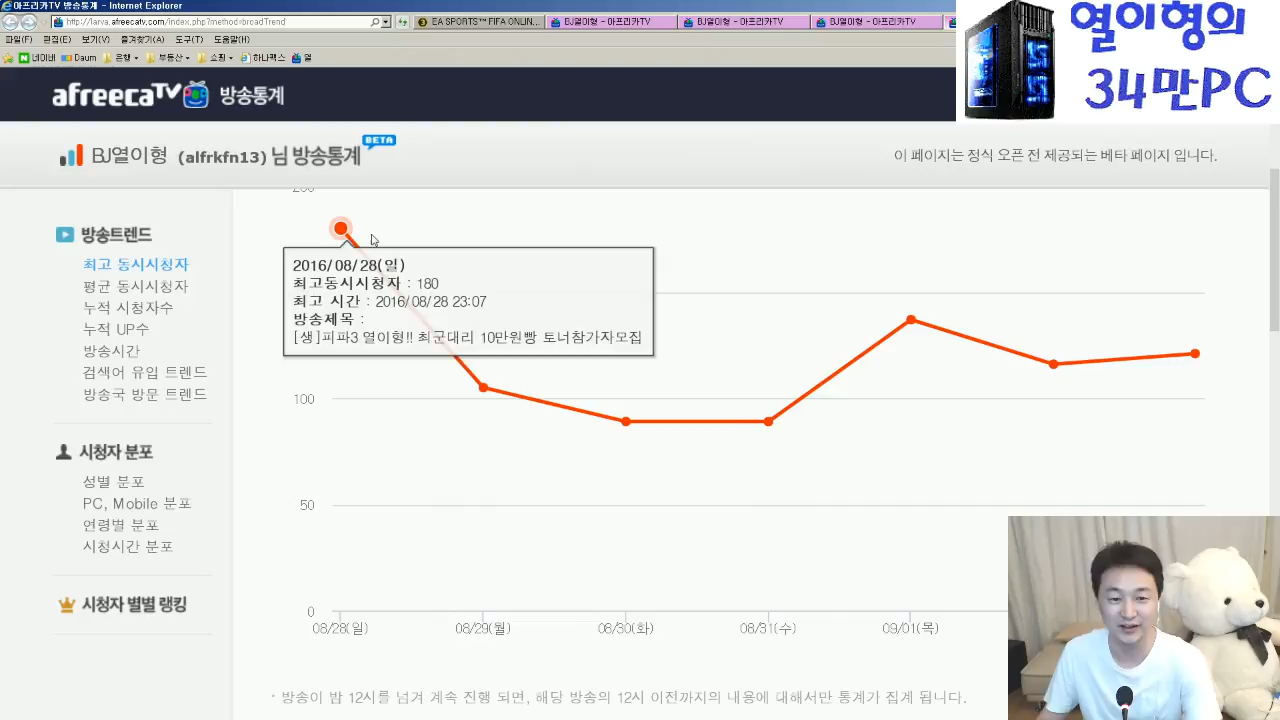 아프리카TV 방송통계 - Internet Explorer
http://larva.afreecatv.com/index.php?method=broadTrend
EA SPORTS™ FIFA ONLIN...
BJ열이형 - 아프리카TV
BJ열이형 - 아프리카TV
BJ열이형 - 아프리카TV
파일(F) 편집(E) 보기(V) 즐겨찾기(A) 도구(T) 도움말(H)
네이버 Daum 은행 부동산 쇼핑 하나팩스 열
열이형의
34만PC
afreecaTV 방송통계
BJ열이형 (alfrkfn13) 님 방송통계 BETA
이 페이지는 정식 오픈 전 제공되는 베타 페이지 입니다.
방송트렌드
최고 동시시청자
평균 동시시청자
누적 시청자수
누적 UP수
방송시간
검색어 유입 트렌드
방송국 방문 트렌드
시청자 분포
성별 분포
PC, Mobile 분포
연령별 분포
시청시간 분포
시청자 별별 랭킹
2016/08/28(일)
최고동시시청자 : 180
최고 시간 : 2016/08/28 23:07
방송제목 :
[생]피파3 열이형!! 최군대리 10만원빵 토너참가자모집
100
50
0
08/28(일) 08/29(월) 08/30(화) 08/31(수) 09/01(목)
· 방송이 밤 12시를 넘겨 계속 진행 되면, 해당 방송의 12시 이전까지의 내용에 대해서만 통계가 집계 됩니다.